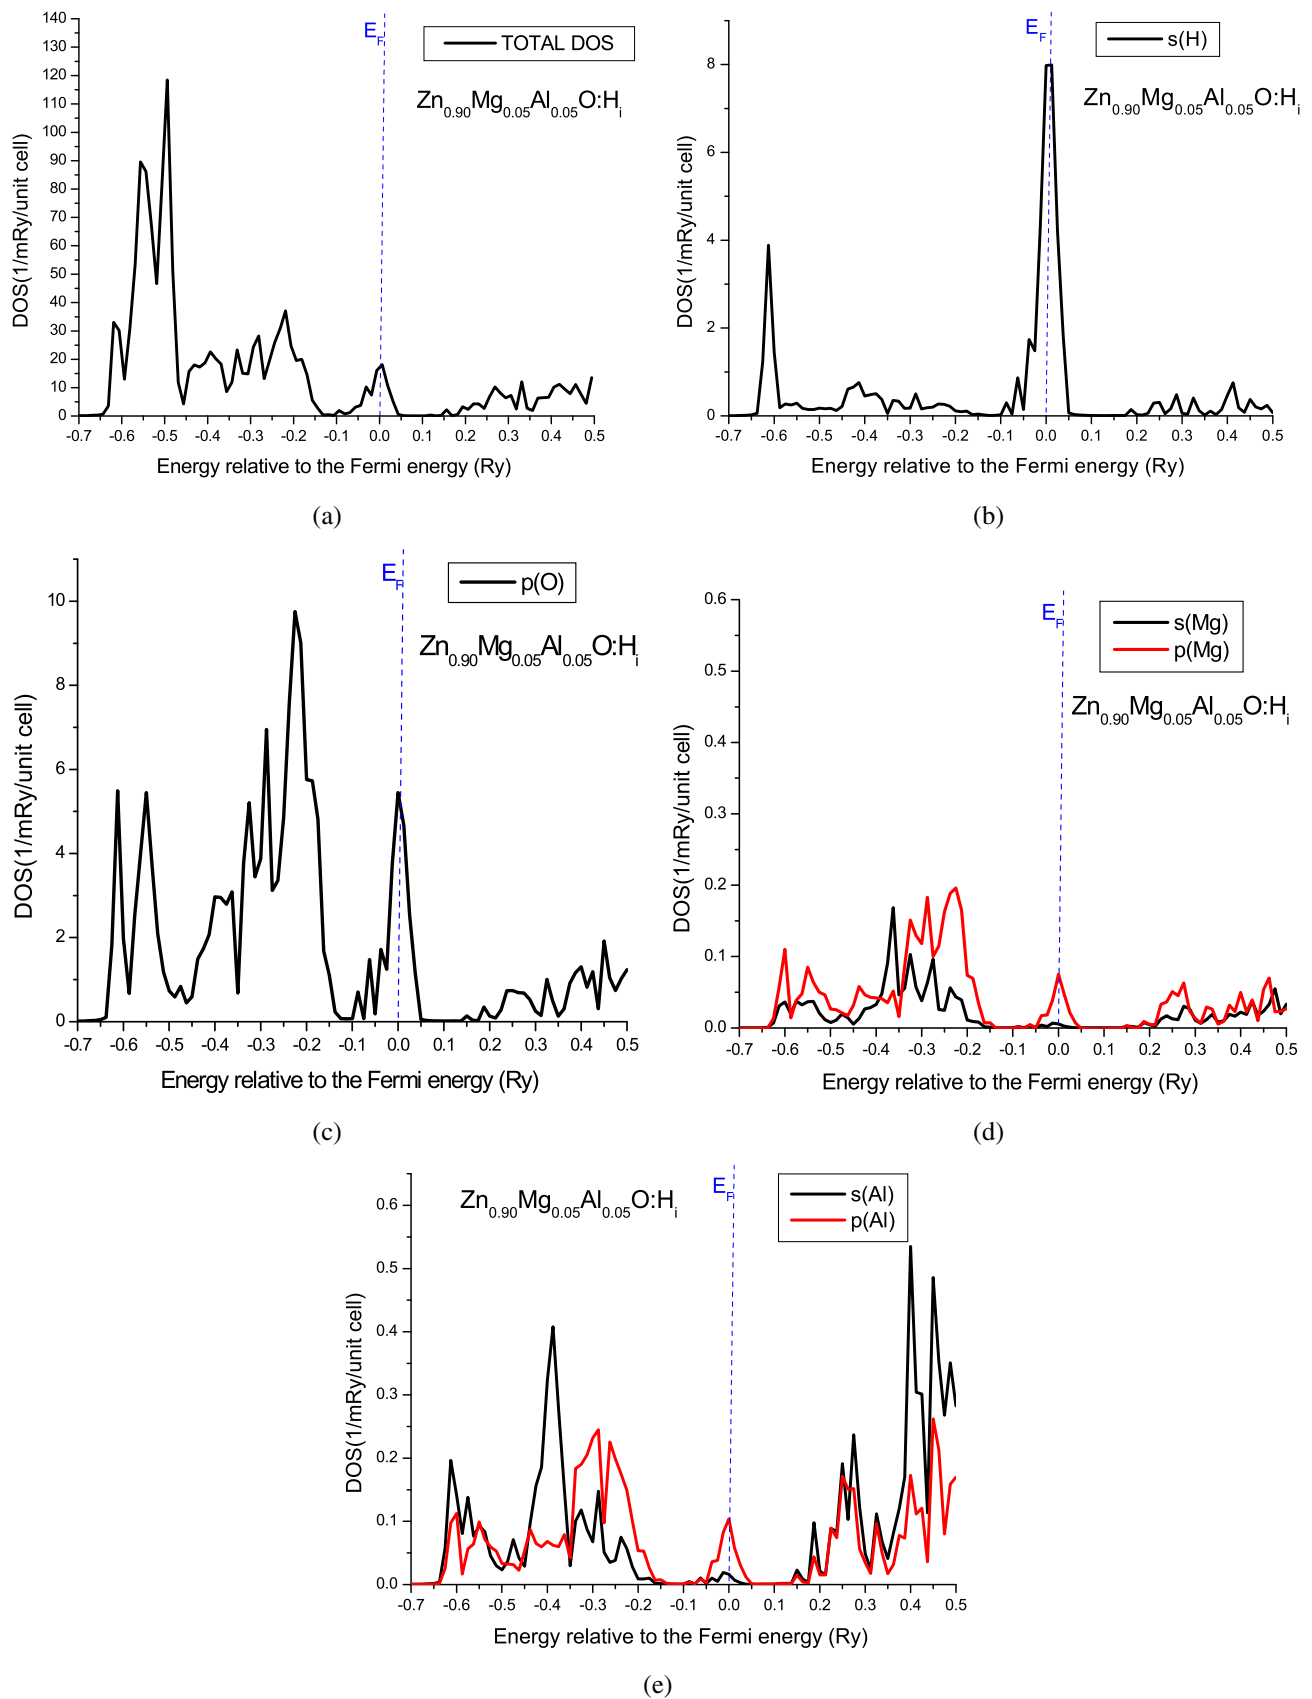 E_F
TOTAL DOS
Zn0.90Mg0.05Al0.05O:Hi
DOS(1/mRy/unit cell)
140
130
120
110
100
90
80
70
60
50
40
30
20
10
0
-0.7 -0.6 -0.5 -0.4 -0.3 -0.2 -0.1 0.0 0.1 0.2 0.3 0.4 0.5
Energy relative to the Fermi energy (Ry)
(a)
E_F
s(H)
Zn0.90Mg0.05Al0.05O:Hi
DOS(1/mRy/unit cell)
8
6
4
2
0
-0.7 -0.6 -0.5 -0.4 -0.3 -0.2 -0.1 0.0 0.1 0.2 0.3 0.4 0.5
Energy relative to the Fermi energy (Ry)
(b)
E_F
p(O)
Zn0.90Mg0.05Al0.05O:Hi
DOS(1/mRy/unit cell)
10
8
6
4
2
0
-0.7 -0.6 -0.5 -0.4 -0.3 -0.2 -0.1 0.0 0.1 0.2 0.3 0.4 0.5
Energy relative to the Fermi energy (Ry)
(c)
E_F
s(Mg)
p(Mg)
Zn0.90Mg0.05Al0.05O:Hi
DOS(1/mRy/unit cell)
0.6
0.5
0.4
0.3
0.2
0.1
0.0
-0.7 -0.6 -0.5 -0.4 -0.3 -0.2 -0.1 0.0 0.1 0.2 0.3 0.4 0.5
Energy relative to the Fermi energy (Ry)
(d)
Zn0.90Mg0.05Al0.05O:Hi
E_F
s(Al)
p(Al)
DOS(1/mRy/unit cell)
0.6
0.5
0.4
0.3
0.2
0.1
0.0
-0.7 -0.6 -0.5 -0.4 -0.3 -0.2 -0.1 0.0 0.1 0.2 0.3 0.4 0.5
Energy relative to the Fermi energy (Ry)
(e)